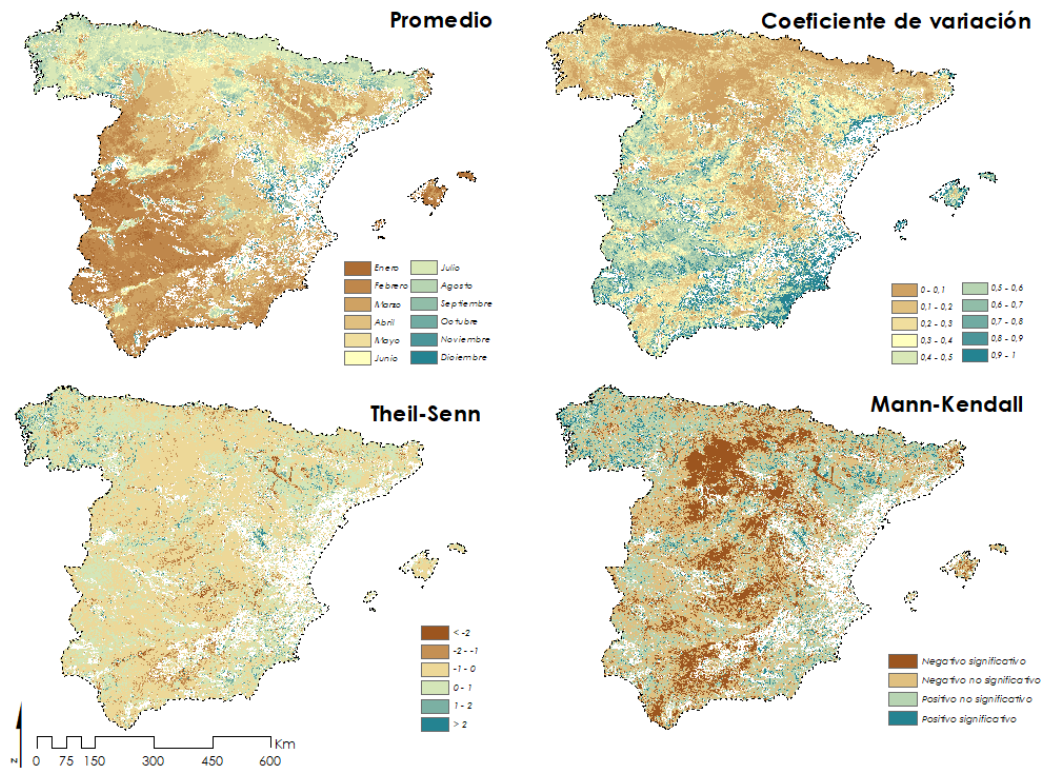 Promedio
Coeficiente de variación
Enero
Febrero
Marzo
Abril
Mayo
Junio
Julio
Agosto
Septiembre
Octubre
Noviembre
Diciembre
0 - 0,1
0,1 - 0,2
0,2 - 0,3
0,3 - 0,4
0,4 - 0,5
0,5 - 0,6
0,6 - 0,7
0,7 - 0,8
0,8 - 0,9
0,9 - 1
Theil-Senn
Mann-Kendall
< -2
-2 - -1
-1 - 0
0 - 1
1 - 2
> 2
Negativo significativo
Negativo no significativo
Positivo no significativo
Positivo significativo
N
Km
0 75 150 300 450 600